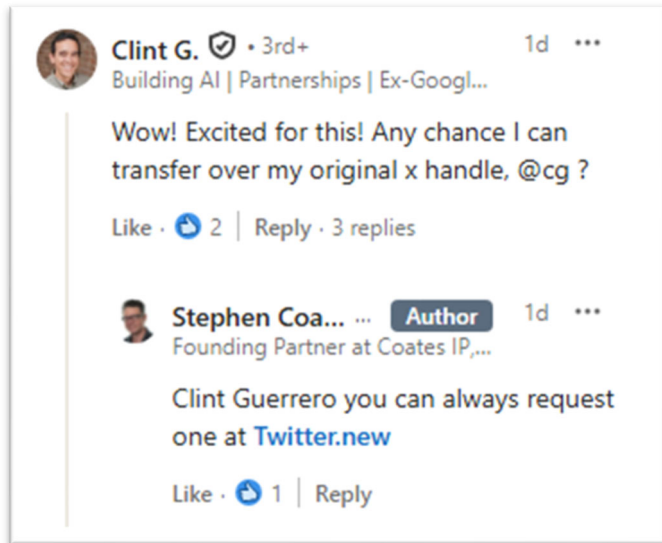 Clint G. • 3rd+ 1d •••
Building AI | Partnerships | Ex-Googl...
Wow! Excited for this! Any chance I can
transfer over my original x handle, @cg ?
Like · 2 | Reply · 3 replies
Stephen Coa... ... Author 1d •••
Founding Partner at Coates IP,...
Clint Guerrero you can always request
one at Twitter.new
Like · 1 | Reply